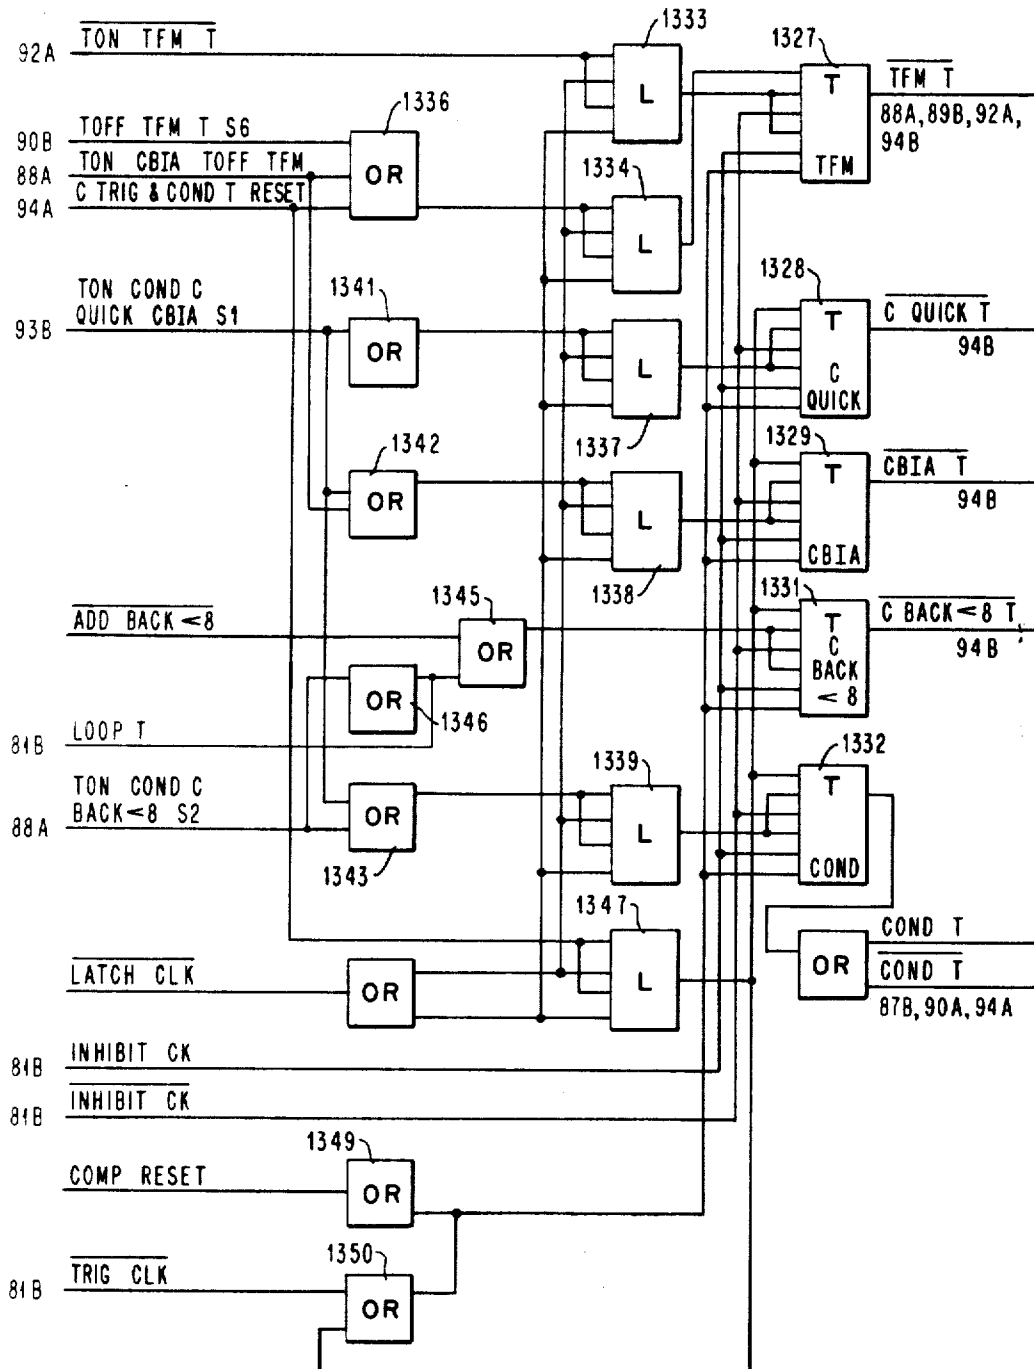 1333
92A TON TFM T
L
1327
T
TFM
TFM T
88A, 89B, 92A,
94B
1336
90B TOFF TFM T S6
88A TON CBIA TOFF TFM
94A C TRIG & COND T RESET
OR
1334
L
1328
T
C
QUICK
C QUICK T
94B
TON COND C
93B QUICK CBIA S1
1341
OR
L
1337
1329
T
CBIA
CBIA T
94B
1342
OR
L
1338
1331
T
C
BACK
< 8
C BACK<8 T
94B
ADD BACK<8
1345
OR
OR
1346
81B LOOP T
1332
T
COND
TON COND C
88A BACK<8 S2
OR
1343
1339
L
1347
L
OR
COND T
COND T
87B, 90A, 94A
LATCH CLK
OR
81B INHIBIT CK
81B INHIBIT CK
1349
COMP RESET
OR
1350
81B TRIG CLK
OR